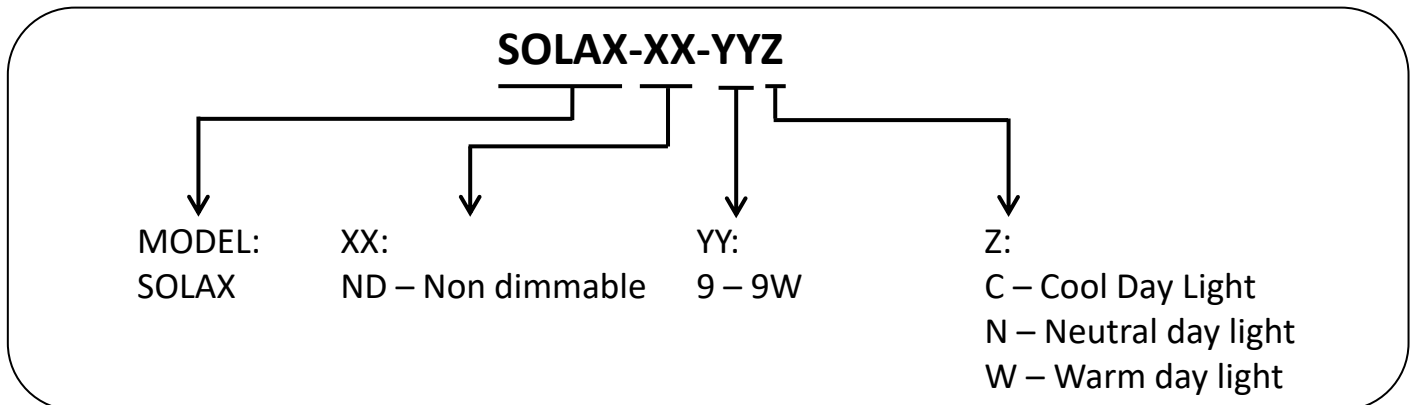 SOLAX-XX-YYZ
MODEL: XX: YY: Z:
SOLAX ND – Non dimmable 9 – 9W C – Cool Day Light
N – Neutral day light
W – Warm day light